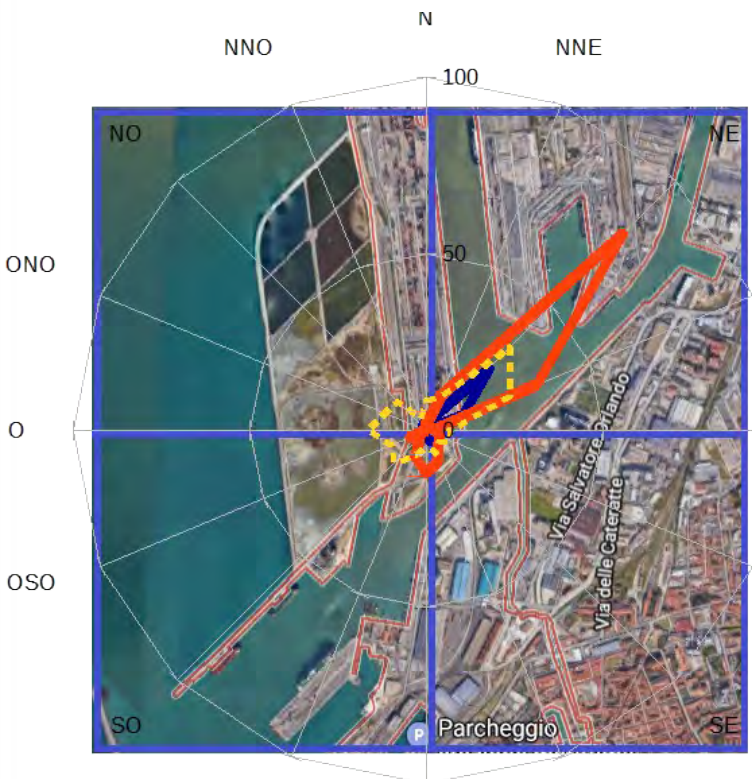 N
NNO
NNE
100
NO
NE
50
ONO
O
0
Via Salvatore Orlando
Via delle Cateratte
OSO
SO
P
Parcheggio
SE